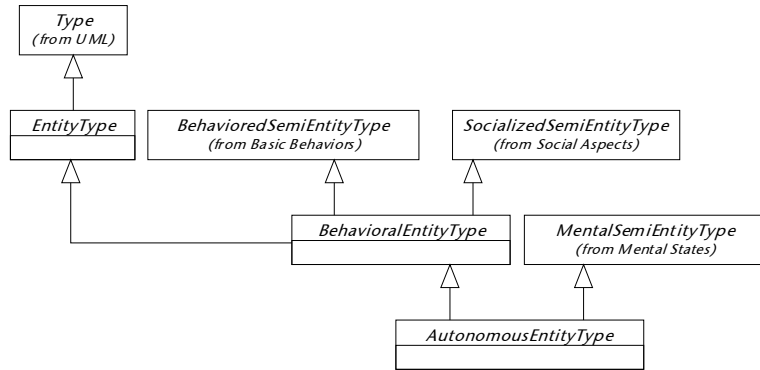 Type
(from UML)
EntityType
BehavioredSemiEntityType
(from Basic Behaviors)
SocializedSemiEntityType
(from Social Aspects)
BehavioralEntityType
MentalSemiEntityType
(from Mental States)
AutonomousEntityType